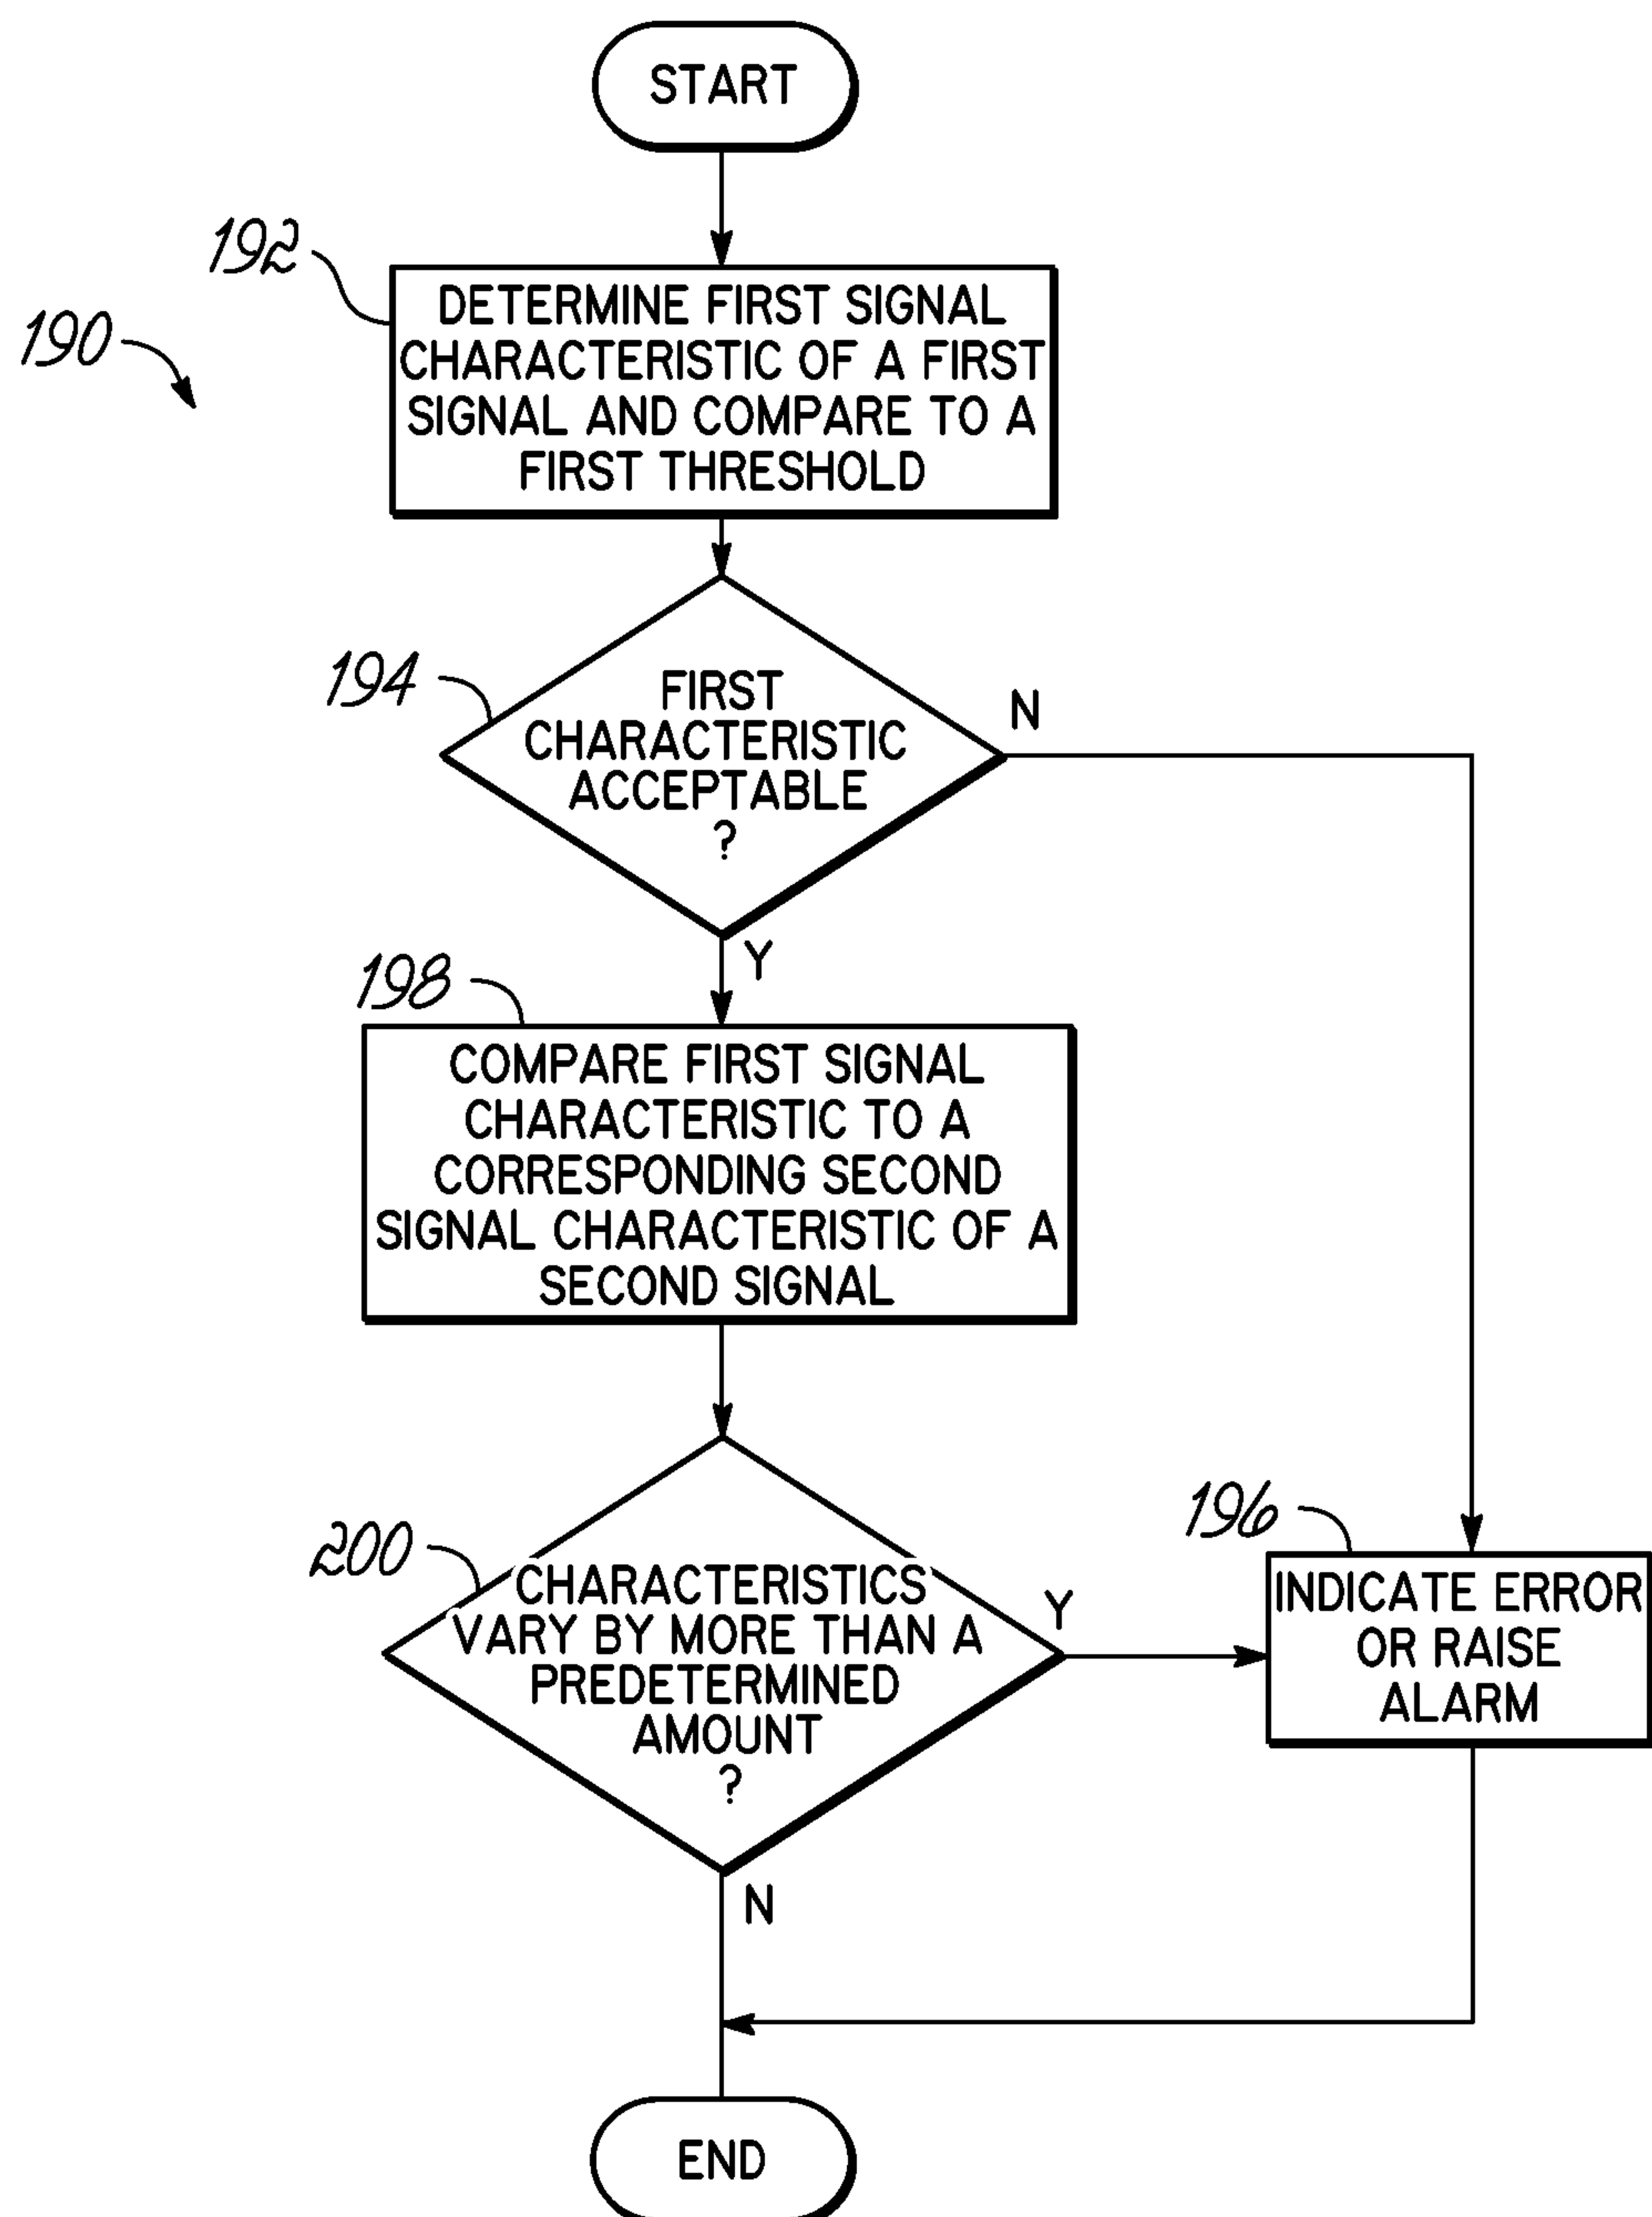 START
192
190
DETERMINE FIRST SIGNAL
CHARACTERISTIC OF A FIRST
SIGNAL AND COMPARE TO A
FIRST THRESHOLD
194
FIRST
CHARACTERISTIC
ACCEPTABLE
?
N
Y
198
COMPARE FIRST SIGNAL
CHARACTERISTIC TO A
CORRESPONDING SECOND
SIGNAL CHARACTERISTIC OF A
SECOND SIGNAL
200
CHARACTERISTICS
VARY BY MORE THAN A
PREDETERMINED
AMOUNT
?
Y
196
INDICATE ERROR
OR RAISE
ALARM
N
END